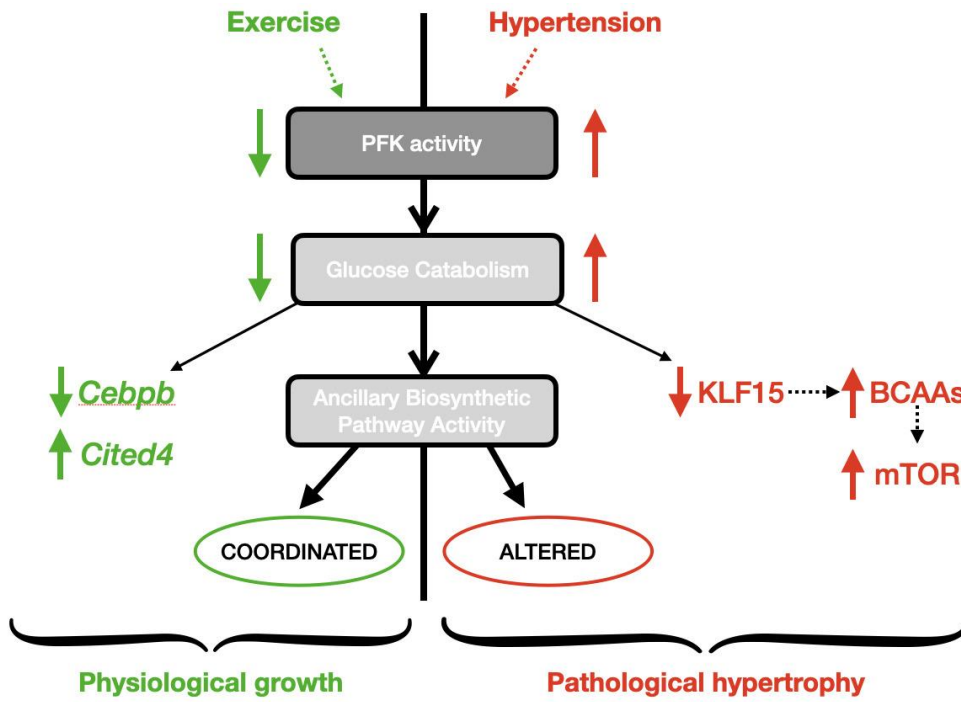 Exercise
Hypertension
PFK activity
Glucose Catabolism
Cebpb
Cited4
Ancillary Biosynthetic
Pathway Activity
KLF15
BCAAs
mTOR
COORDINATED
ALTERED
Physiological growth
Pathological hypertrophy